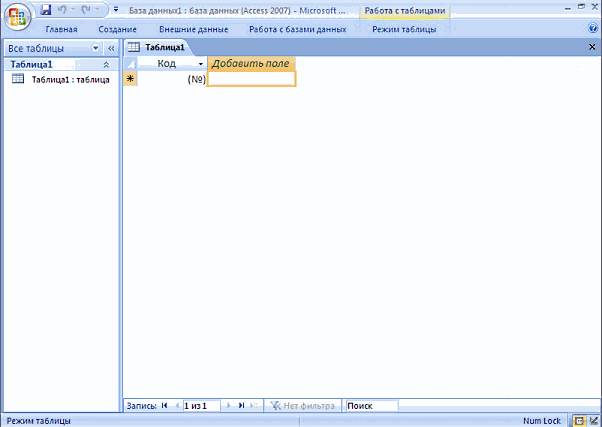 База данных1 : база данных (Access 2007) - Microsoft ...
Работа с таблицами
Главная Создание Внешние данные Работа с базами данных Режим таблицы
Все таблицы
Таблица1
Таблица1
Таблица1 : таблица
Код Добавить поле
(№)
Запись: 1 из 1 Нет фильтра Поиск
Режим таблицы Num Lock